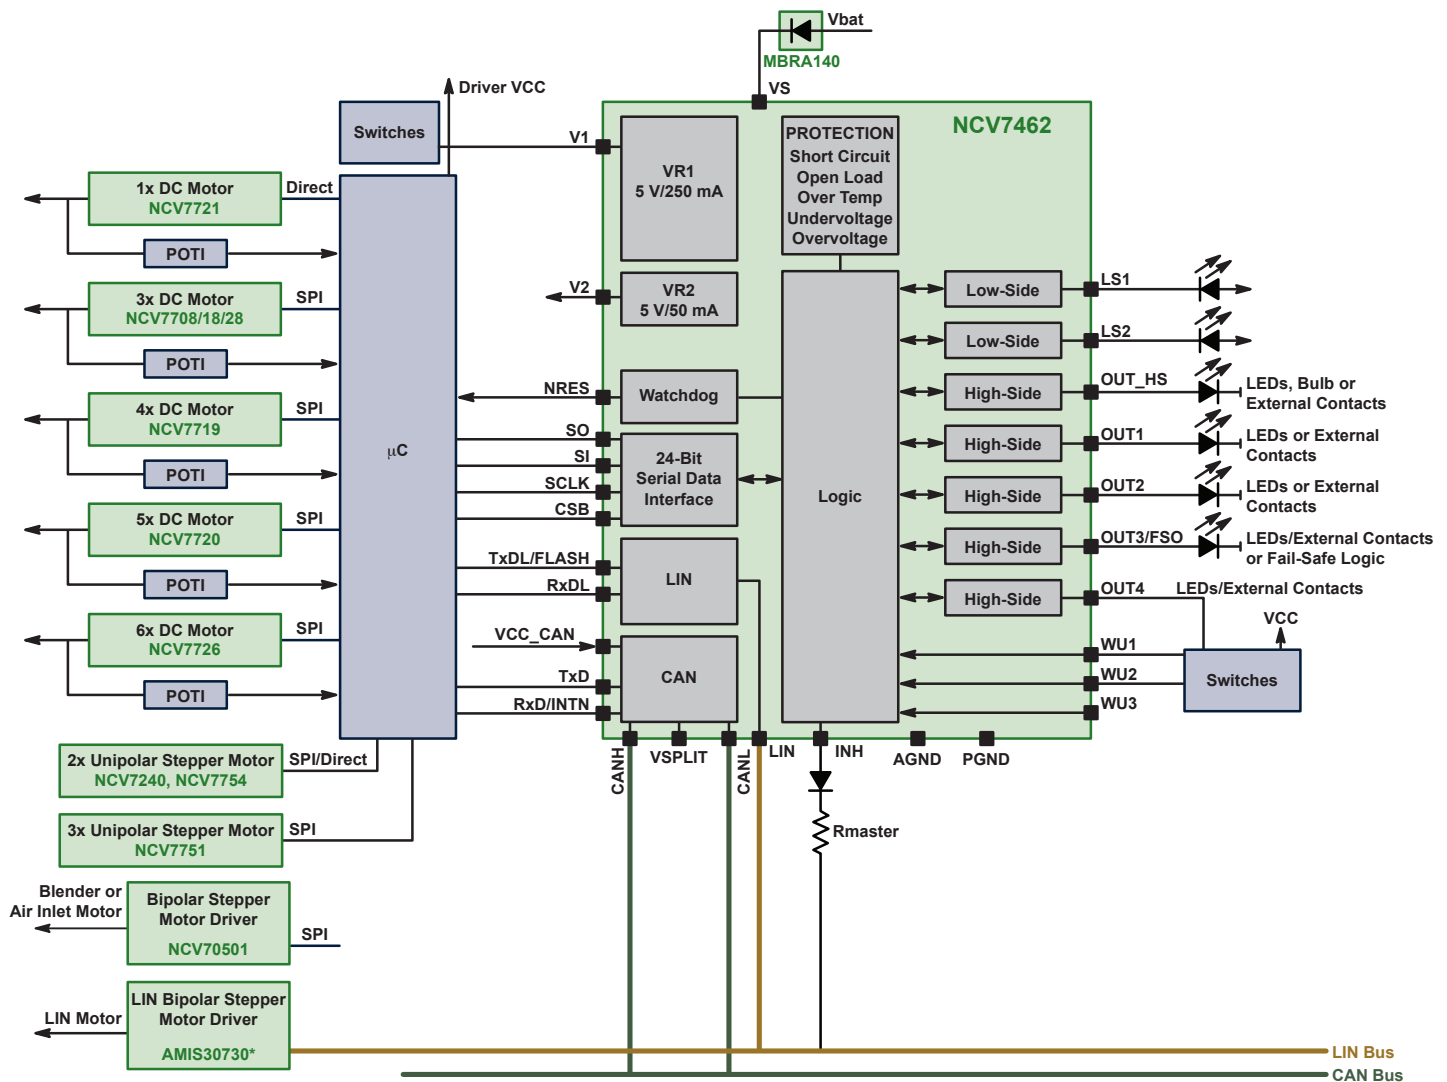 Vbat
MBRA140
VS
Driver VCC
Switches
V1
NCV7462
VR1
5 V/250 mA
PROTECTION
Short Circuit
Open Load
Over Temp
Undervoltage
Overvoltage
1x DC Motor
NCV7721
Direct
POTI
3x DC Motor
NCV7708/18/28
SPI
POTI
4x DC Motor
NCV7719
SPI
POTI
5x DC Motor
NCV7720
SPI
POTI
6x DC Motor
NCV7726
SPI
POTI
2x Unipolar Stepper Motor
NCV7240, NCV7754
SPI/Direct
3x Unipolar Stepper Motor
NCV7751
SPI
Blender or
Air Inlet Motor
Bipolar Stepper
Motor Driver
NCV70501
SPI
LIN Motor
LIN Bipolar Stepper
Motor Driver
AMIS30730*
μC
V2
VR2
5 V/50 mA
NRES
Watchdog
SO
SI
SCLK
CSB
24-Bit
Serial Data
Interface
TxDL/FLASH
RxDL
LIN
VCC_CAN
TxD
RxD/INTN
CAN
Logic
Low-Side
LS1
Low-Side
LS2
High-Side
OUT_HS
LEDs, Bulb or
External Contacts
High-Side
OUT1
LEDs or External
Contacts
High-Side
OUT2
LEDs or External
Contacts
High-Side
OUT3/FSO
LEDs/External Contacts
or Fail-Safe Logic
High-Side
OUT4
LEDs/External Contacts
VCC
WU1
WU2
WU3
Switches
CANH
VSPLIT
CANL
LIN
INH
AGND
PGND
Rmaster
LIN Bus
CAN Bus